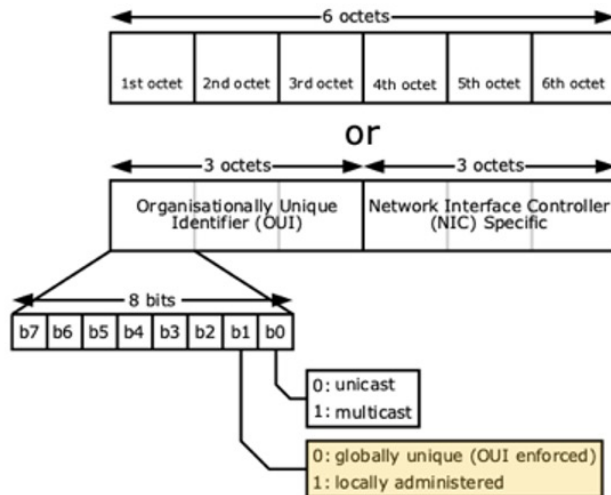 6 octets
1st octet 2nd octet 3rd octet 4th octet 5th octet 6th octet
or
3 octets 3 octets
Organisationally Unique
Identifier (OUI)
Network Interface Controller
(NIC) Specific
8 bits
b7 b6 b5 b4 b3 b2 b1 b0
0: unicast
1: multicast
0: globally unique (OUI enforced)
1: locally administered